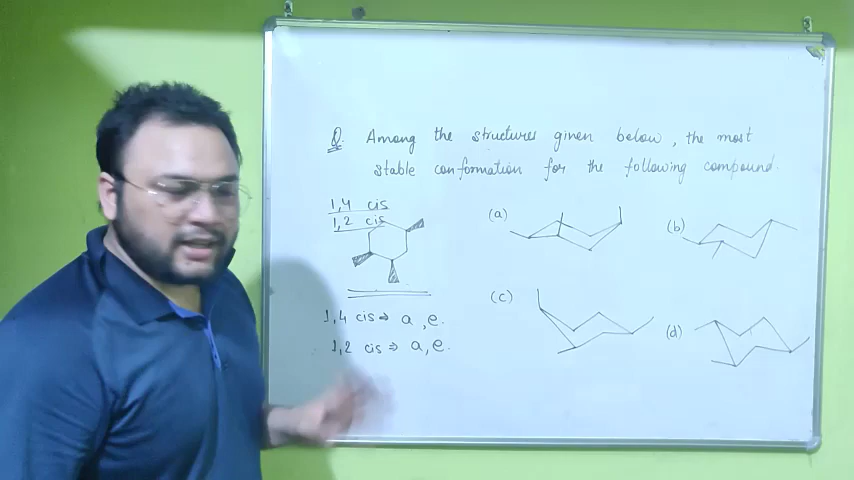 Q. Among the structures given below, the most
stable conformation for the following compound.
1,4 cis
1,2 cis
(a)
(b)
1,4 cis ⇒ a, e.
1,2 cis ⇒ a, e.
(c)
(d)